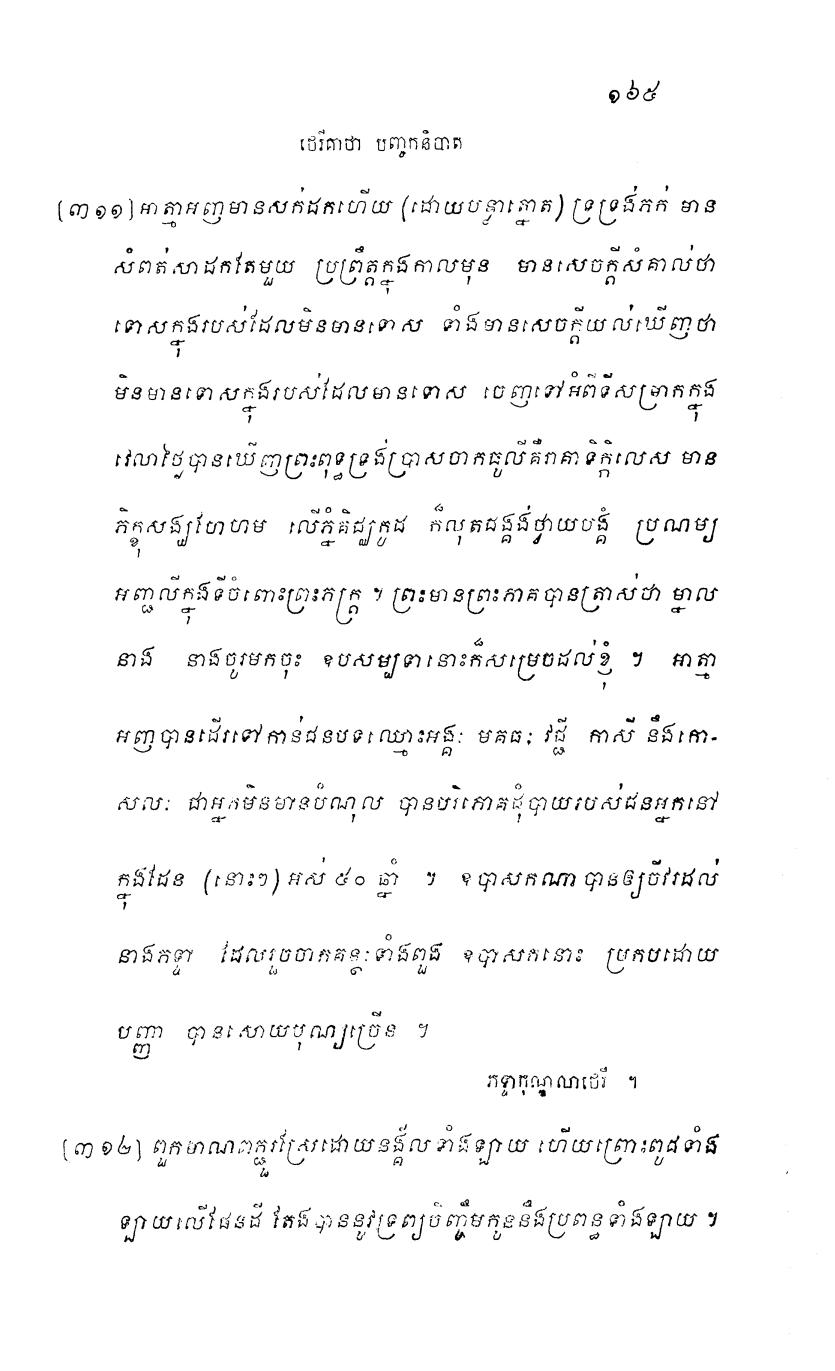 ១៦៥
ថេរីគាថា បញ្ចកនិបាត
[៣១១] អាត្មាអញមានសក់ដកហើយ (ដោយបន្ទោះត្នោត) ទ្រទ្រង់ភក់ មាន
សំពត់សាដកតែមួយ ប្រព្រឹត្តក្នុងកាលមុន មានសេចក្តីសំគាល់ថា
ទោសក្នុងរបស់ដែលមិនមានទោស ទាំងមានសេចក្តីយល់ឃើញថា
មិនមានទោសក្នុងរបស់ដែលមានទោស ចេញទៅអំពីទីសម្រាកក្នុង
វេលាថ្ងៃបានឃើញព្រះពុទ្ធទ្រង់ប្រាសចាកធូលីគឺរាគាទិក្កិលេស មាន
ភិក្ខុសង្ឃហែហម លើភ្នំគិជ្ឈកូដ ក៏លុតជង្គង់ថ្វាយបង្គំ ប្រណម្យ
អញ្ជលីក្នុងទីចំពោះព្រះភក្ត្រ ។ ព្រះមានព្រះភាគបានត្រាស់ថា ម្នាល
នាង នាងចូរមកចុះ ឧបសម្បទានោះក៏សម្រេចដល់ខ្ញុំ ។ អាត្មា
អញបានដើរទៅកាន់ជនបទឈ្មោះអង្គៈ មគធៈ វជ្ជី កាសី នឹងកោ-
សលៈ ជាអ្នកមិនមានបំណុល បានបរិភោគដុំបាយរបស់ជនអ្នកនៅ
ក្នុងដែន (នោះៗ) អស់ ៥០ ឆ្នាំ ។ ឧបាសកណា បានឲ្យចីវរដល់
នាងភទ្ទា ដែលរួចចាកគន្ថៈទាំងពួង ឧបាសកនោះ ប្រកបដោយ
បញ្ញា បានសោយបុណ្យច្រើន ។
ភទ្ទាកុណ្ឌលាថេរី ។
[៣១២] ពួកមាណពភ្ជួរស្រែដោយនង្គ័លទាំងឡាយ ហើយព្រោះពូជទាំង
ឡាយលើផែនដី តែងបាននូវទ្រព្យចិញ្ចឹមកូននឹងប្រពន្ធទាំងឡាយ ។